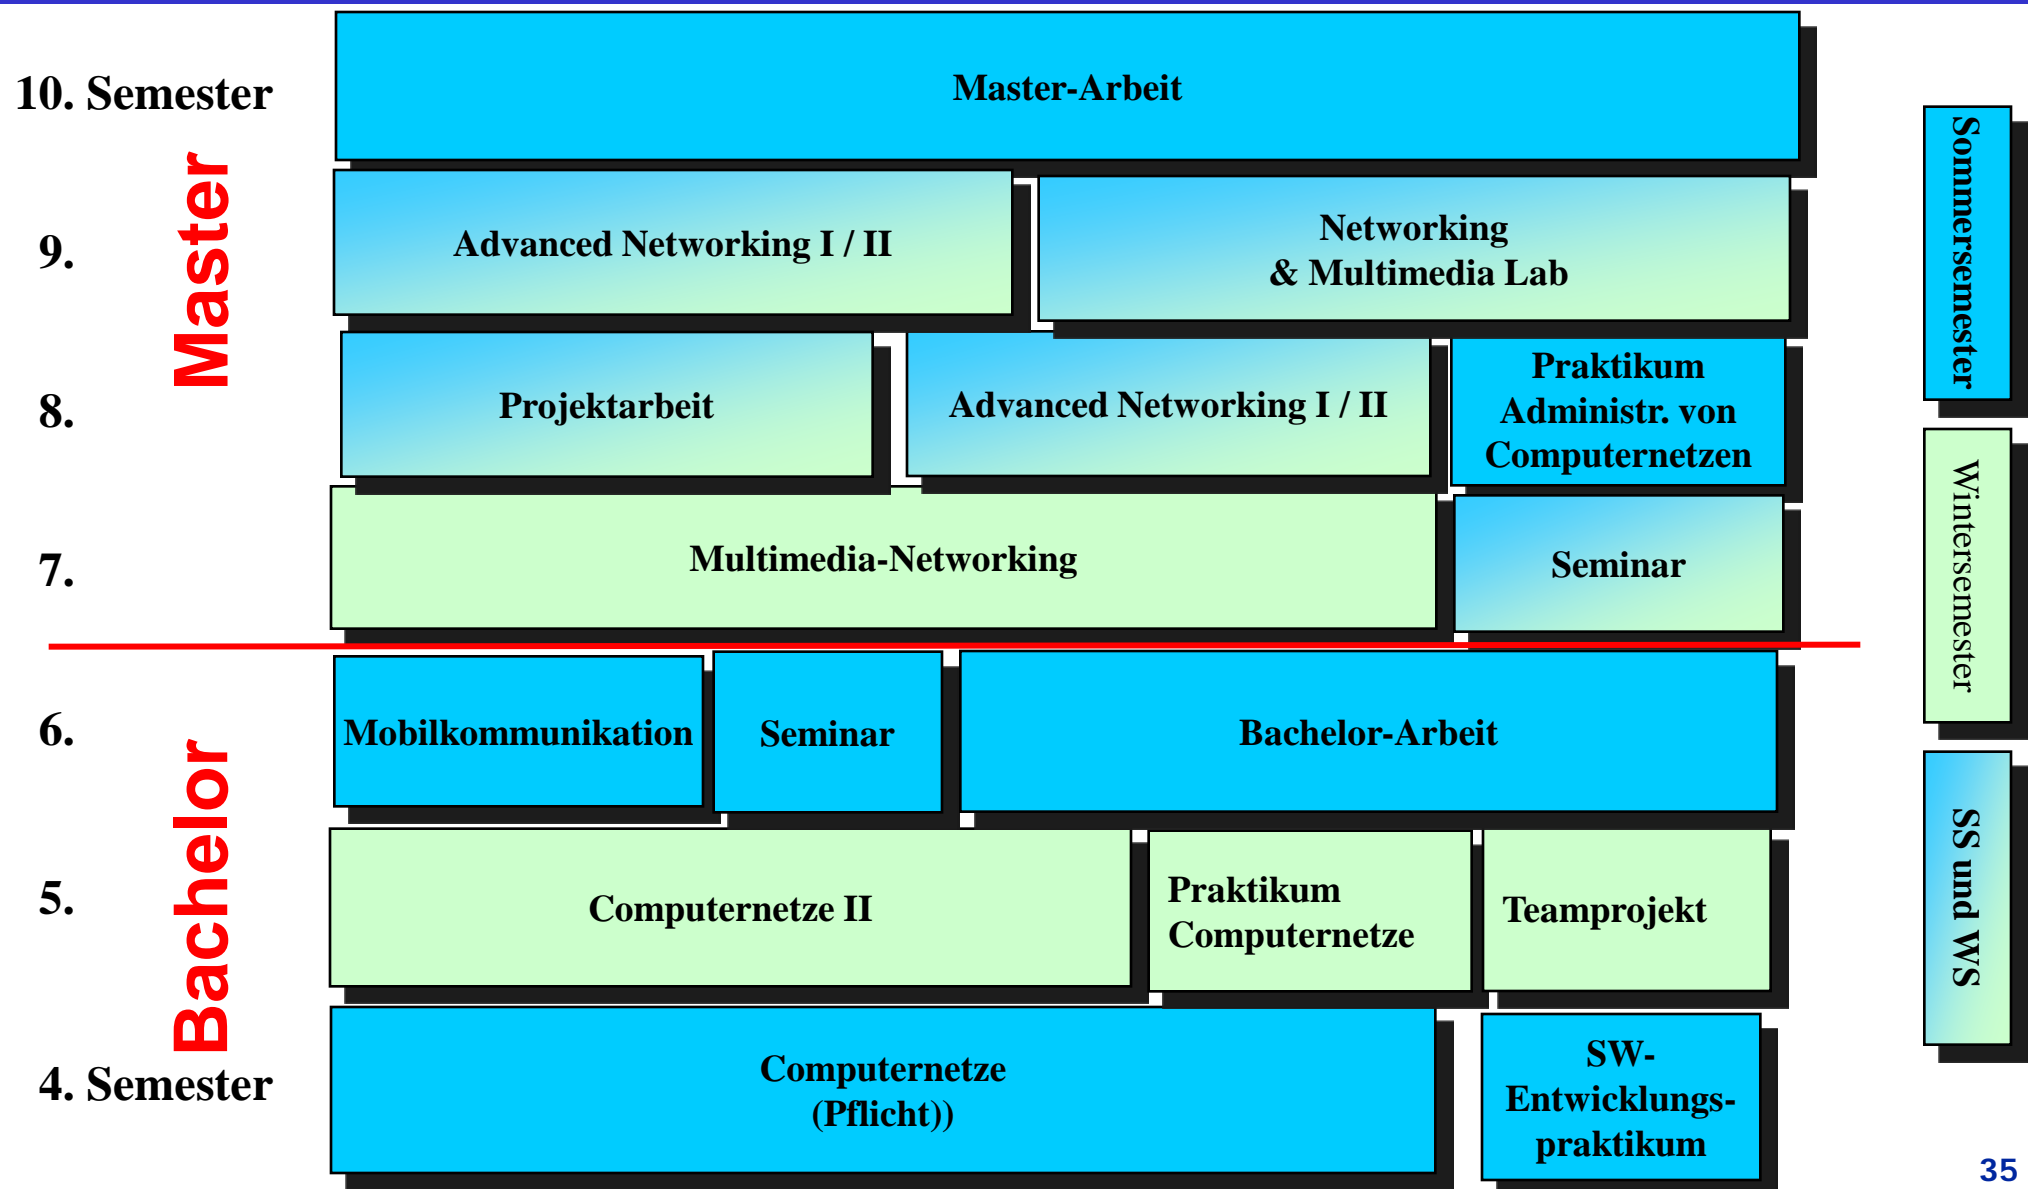 10. Semester
Master-Arbeit
Master
9.
Advanced Networking I / II
Networking
& Multimedia Lab
8.
Projektarbeit
Advanced Networking I / II
Praktikum
Administr. von
Computernetzen
7.
Multimedia-Networking
Seminar
Bachelor
6.
Mobilkommunikation
Seminar
Bachelor-Arbeit
5.
Computernetze II
Praktikum
Computernetze
Teamprojekt
4. Semester
Computernetze
(Pflicht))
SW-
Entwicklungs-
praktikum
Sommersemester
Wintersemester
SS und WS
35